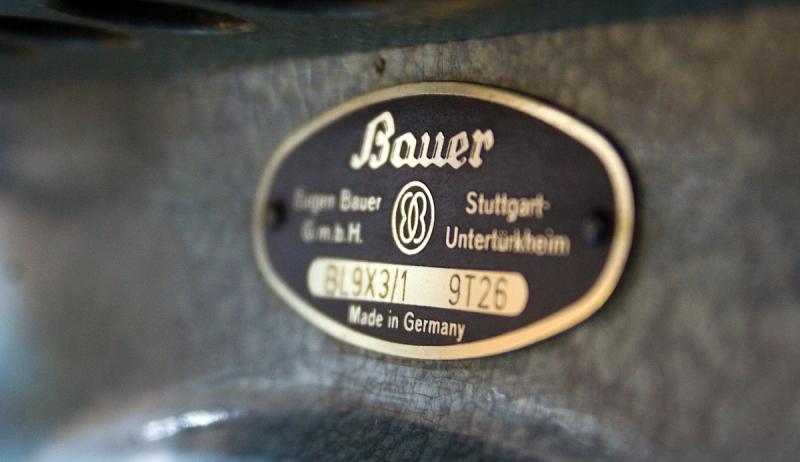 Bauer
Eugen Bauer
G.m.b.H.
Stuttgart-
Untertürkheim
BL9X3/1 9T26
Made in Germany